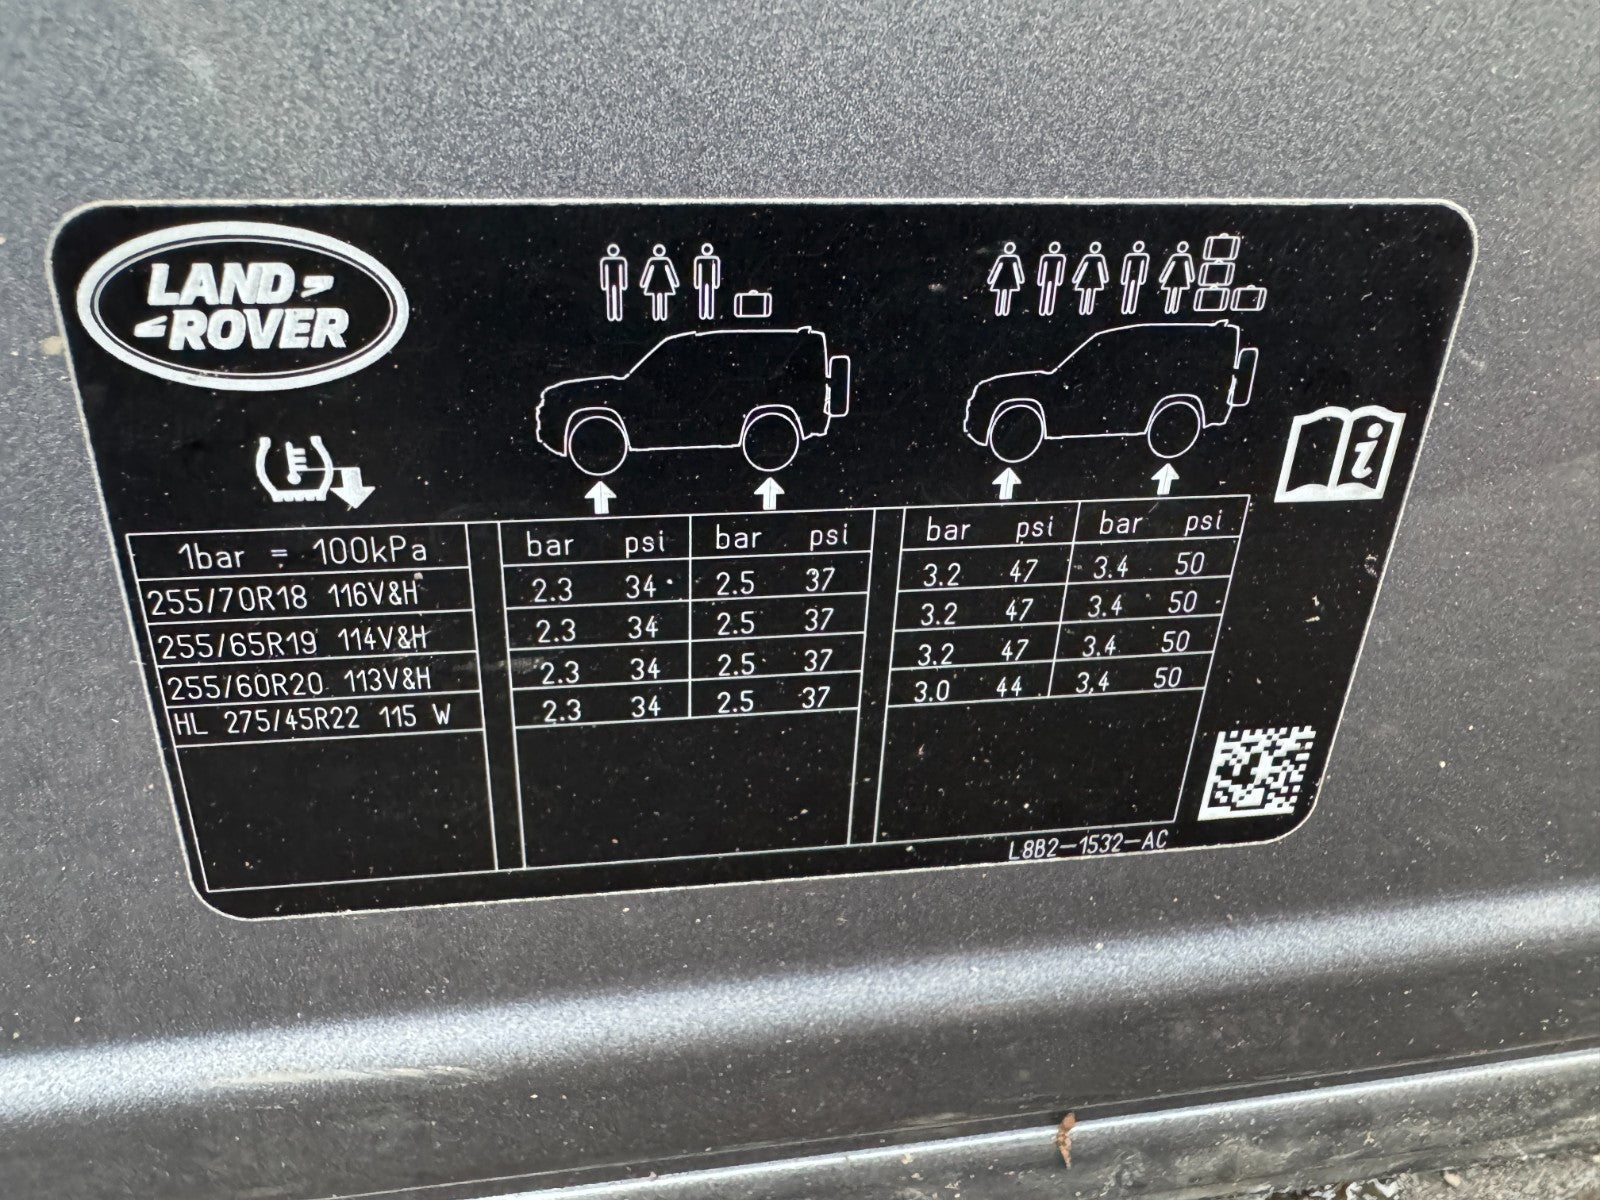 LAND
ROVER
1bar = 100kPa bar psi bar psi bar psi bar psi
255/70R18 116V&H 2.3 34 2.5 37 3.2 47 3.4 50
255/65R19 114V&H 2.3 34 2.5 37 3.2 47 3.4 50
255/60R20 113V&H 2.3 34 2.5 37 3.2 47 3.4 50
HL 275/45R22 115 W 2.3 34 2.5 37 3.0 44 3.4 50
L8B2-1532-AC